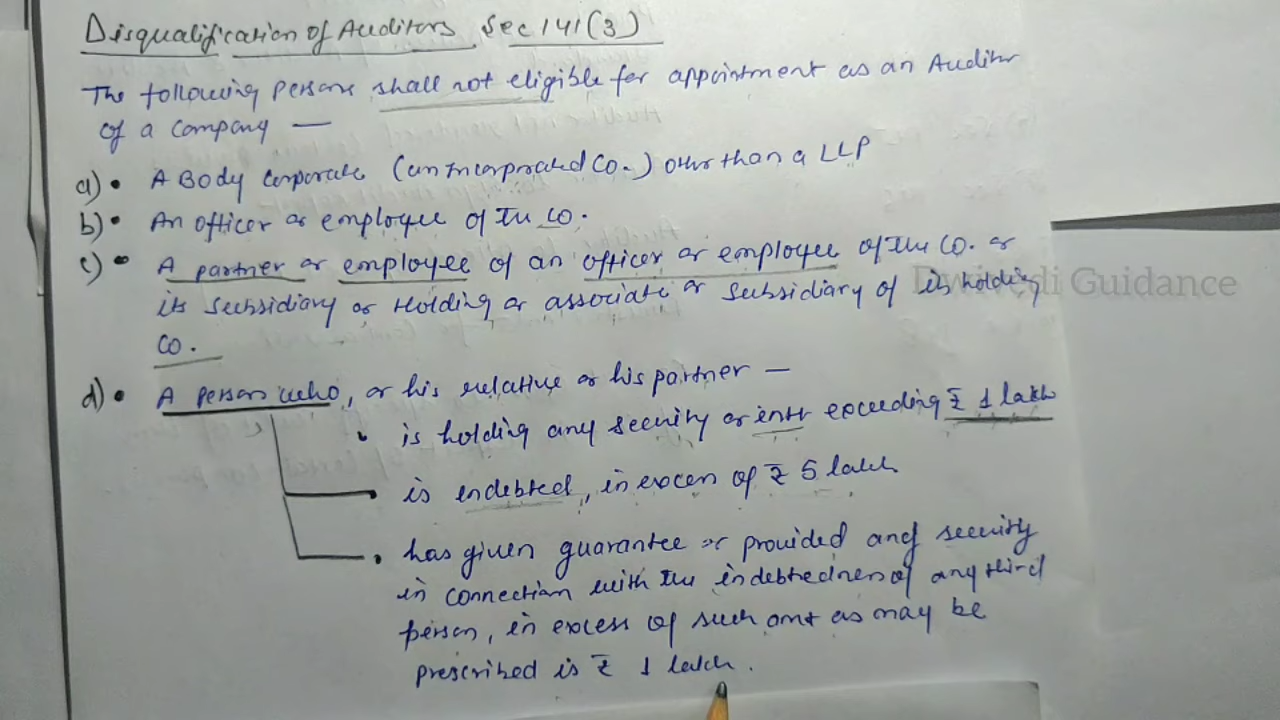 Disqualification of Auditors Sec 141(3)
The following persons shall not eligible for appointment as an Auditor
of a company —
a) • A Body corporate (an Incorporated Co.) other than a LLP
b) • An officer or employee of the co.
c) • A partner or employee of an officer or employee of the Co. or
its subsidiary or Holding or associate or subsidiary of its holding
Co.
d) • A person who, or his relative or his partner —
• is holding any security or intt exceeding ₹ 1 lakh
• is indebted, in excess of ₹ 5 lakh
• has given guarantee or provided any security
in connection with the indebtedness of any third
person, in excess of such amt as may be
prescribed is ₹ 1 lakh.
Dwivedi Guidance